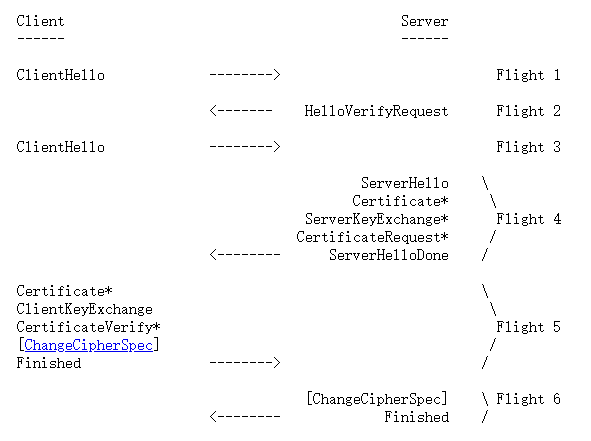 Client                                          Server
------                                          ------
ClientHello             -------->                           Flight 1
                        <-------    HelloVerifyRequest      Flight 2
ClientHello             -------->                           Flight 3
                                           ServerHello    \
                                          Certificate*     \
                                    ServerKeyExchange*      Flight 4
                                   CertificateRequest*     /
                        <--------      ServerHelloDone    /
Certificate*                                              \
ClientKeyExchange                                          \
CertificateVerify*                                          Flight 5
[ChangeCipherSpec]                                         /
Finished                -------->                         /
                                    [ChangeCipherSpec]    \ Flight 6
                        <--------             Finished    /